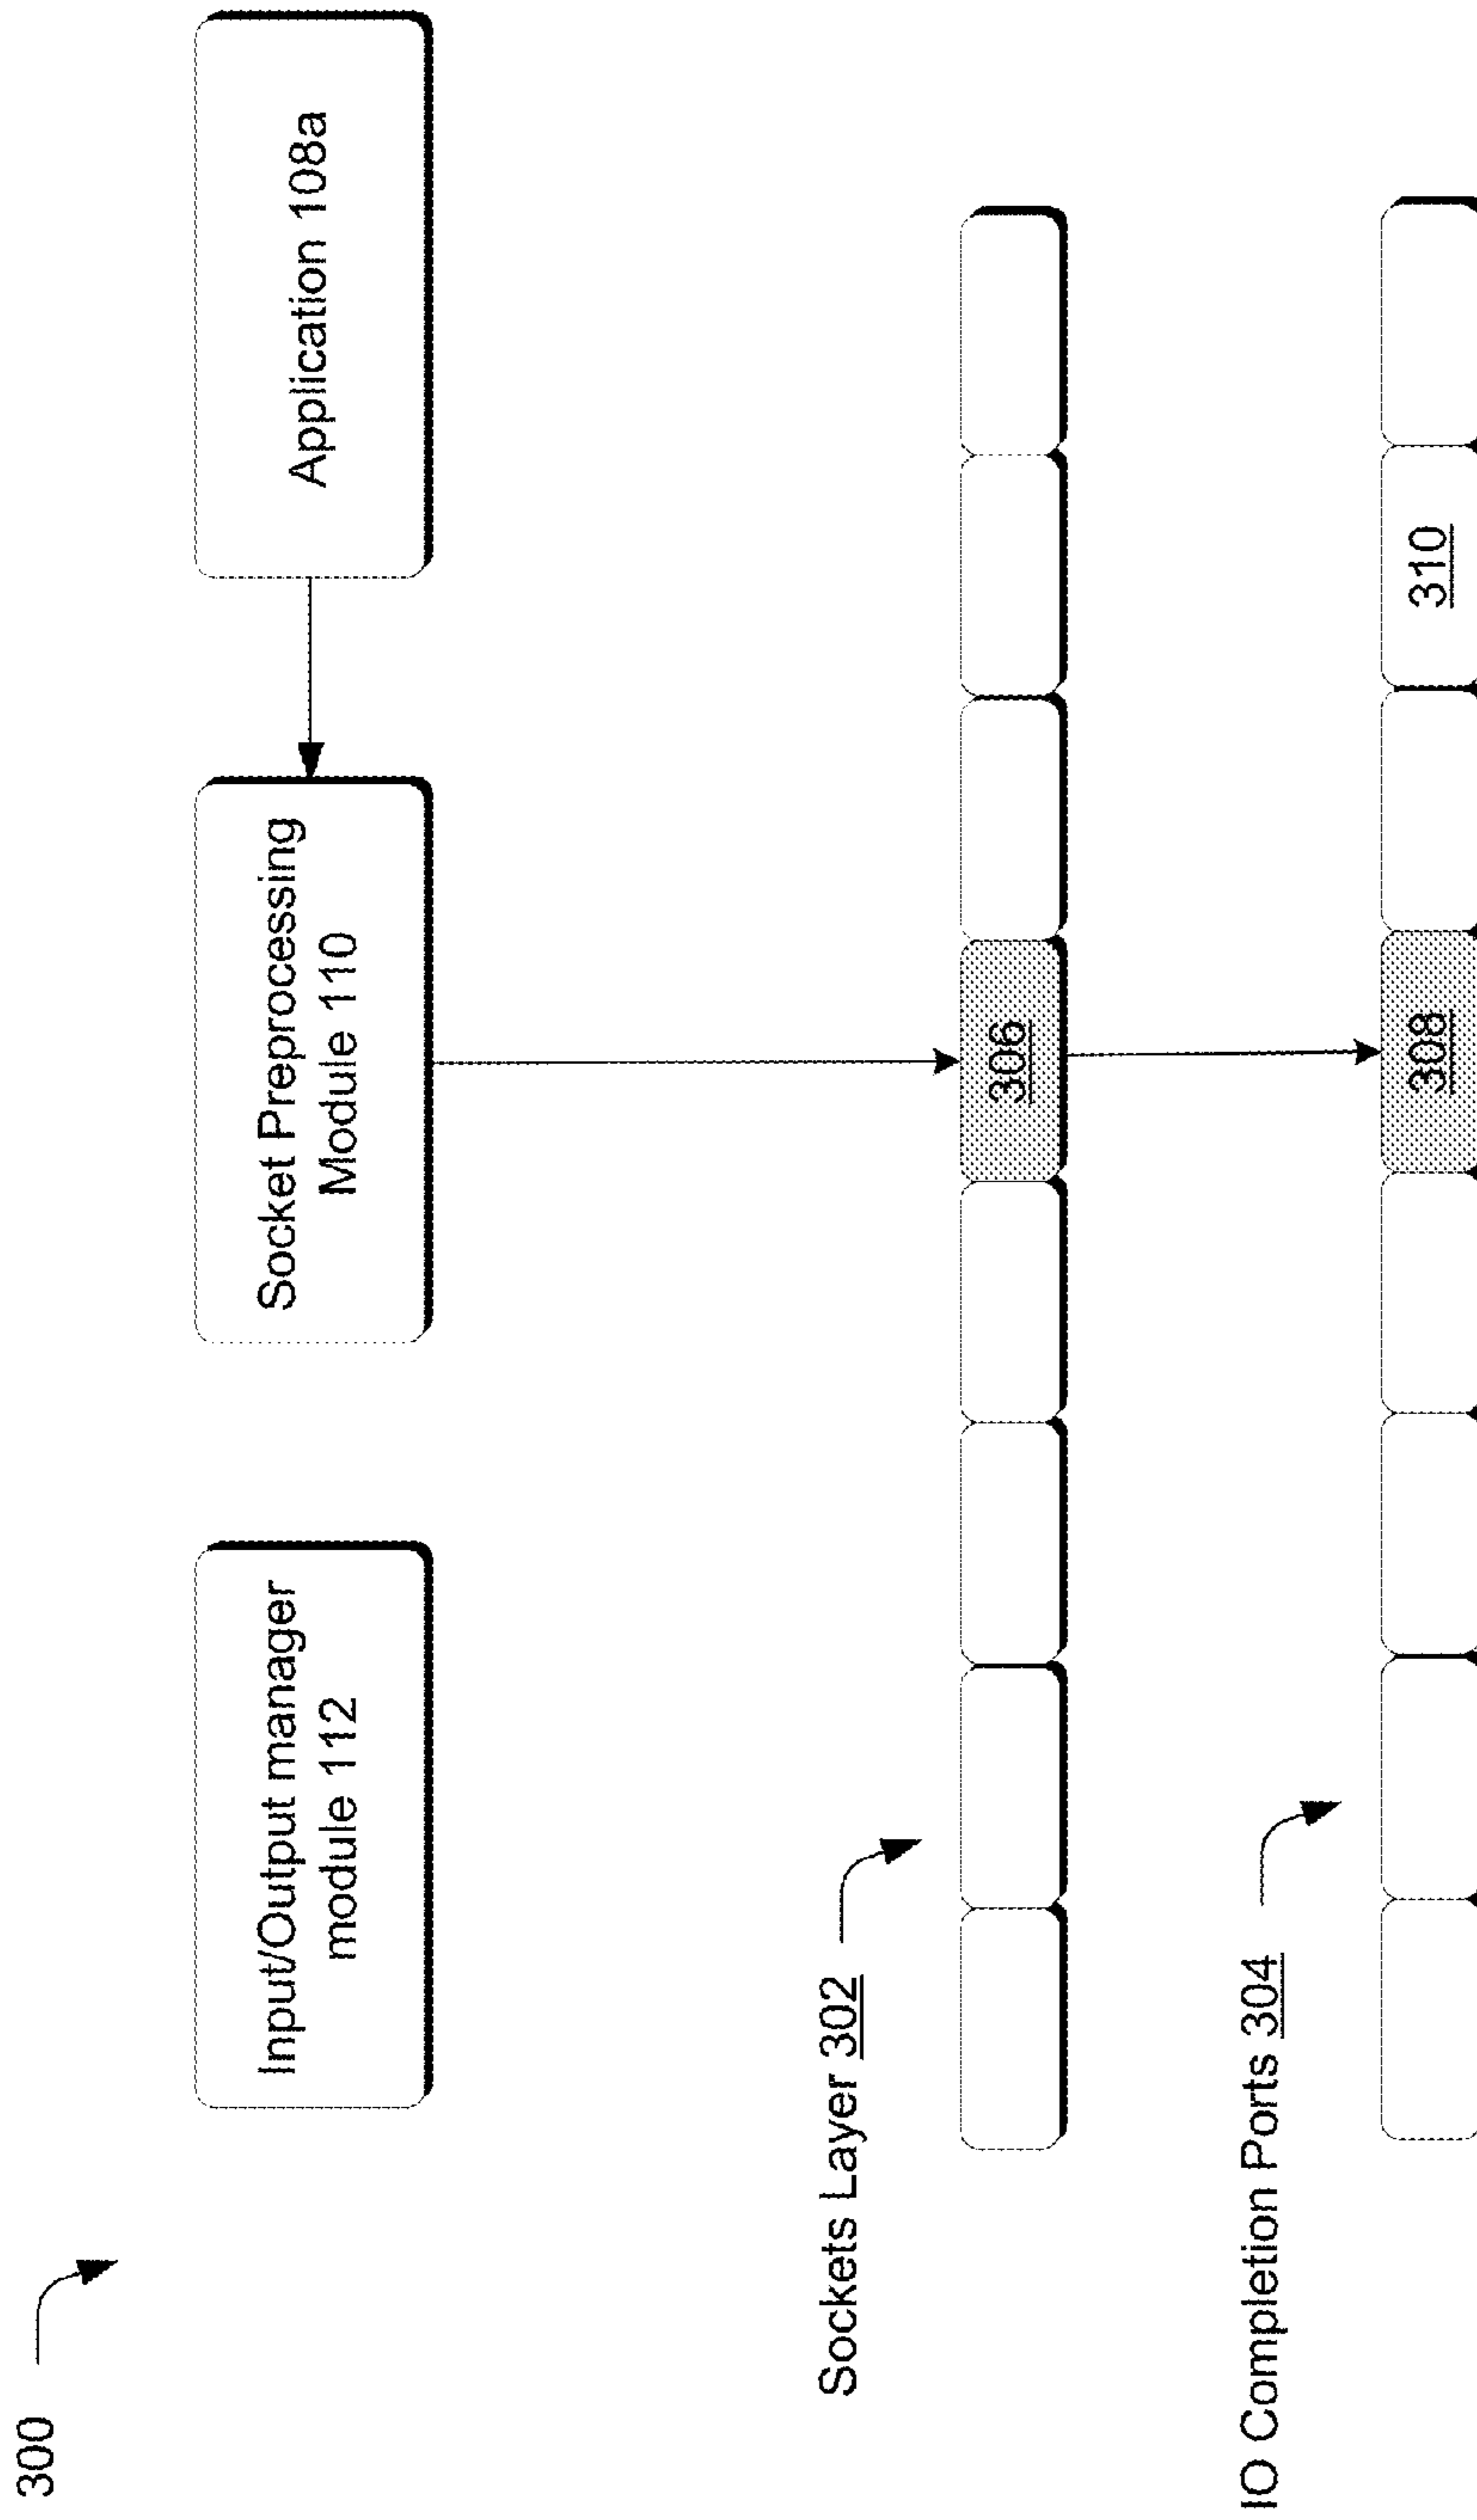 300
Input/Output manager
module 112
Socket Preprocessing
Module 110
Application 108a
Sockets Layer 302
306
IO Completion Ports 304
308
310